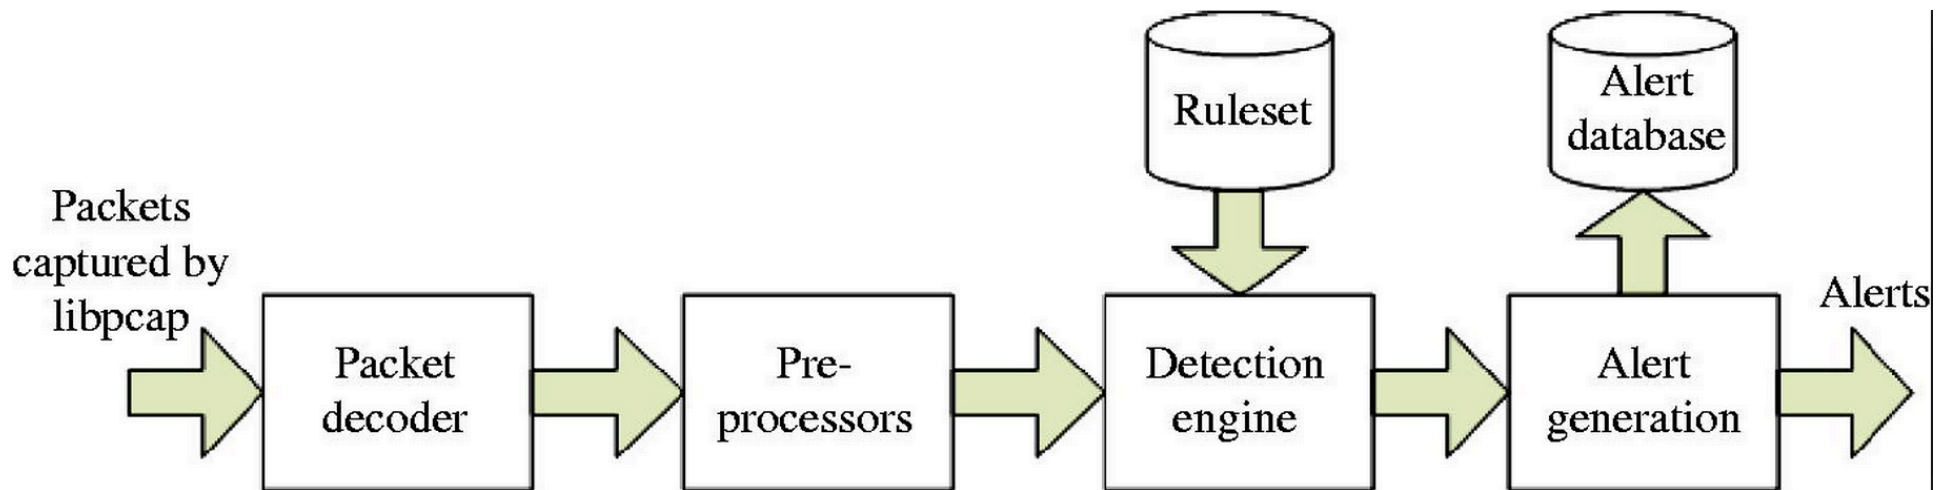 Packets
captured by
libpcap
Packet
decoder
Pre-
processors
Ruleset
Detection
engine
Alert
database
Alert
generation
Alerts